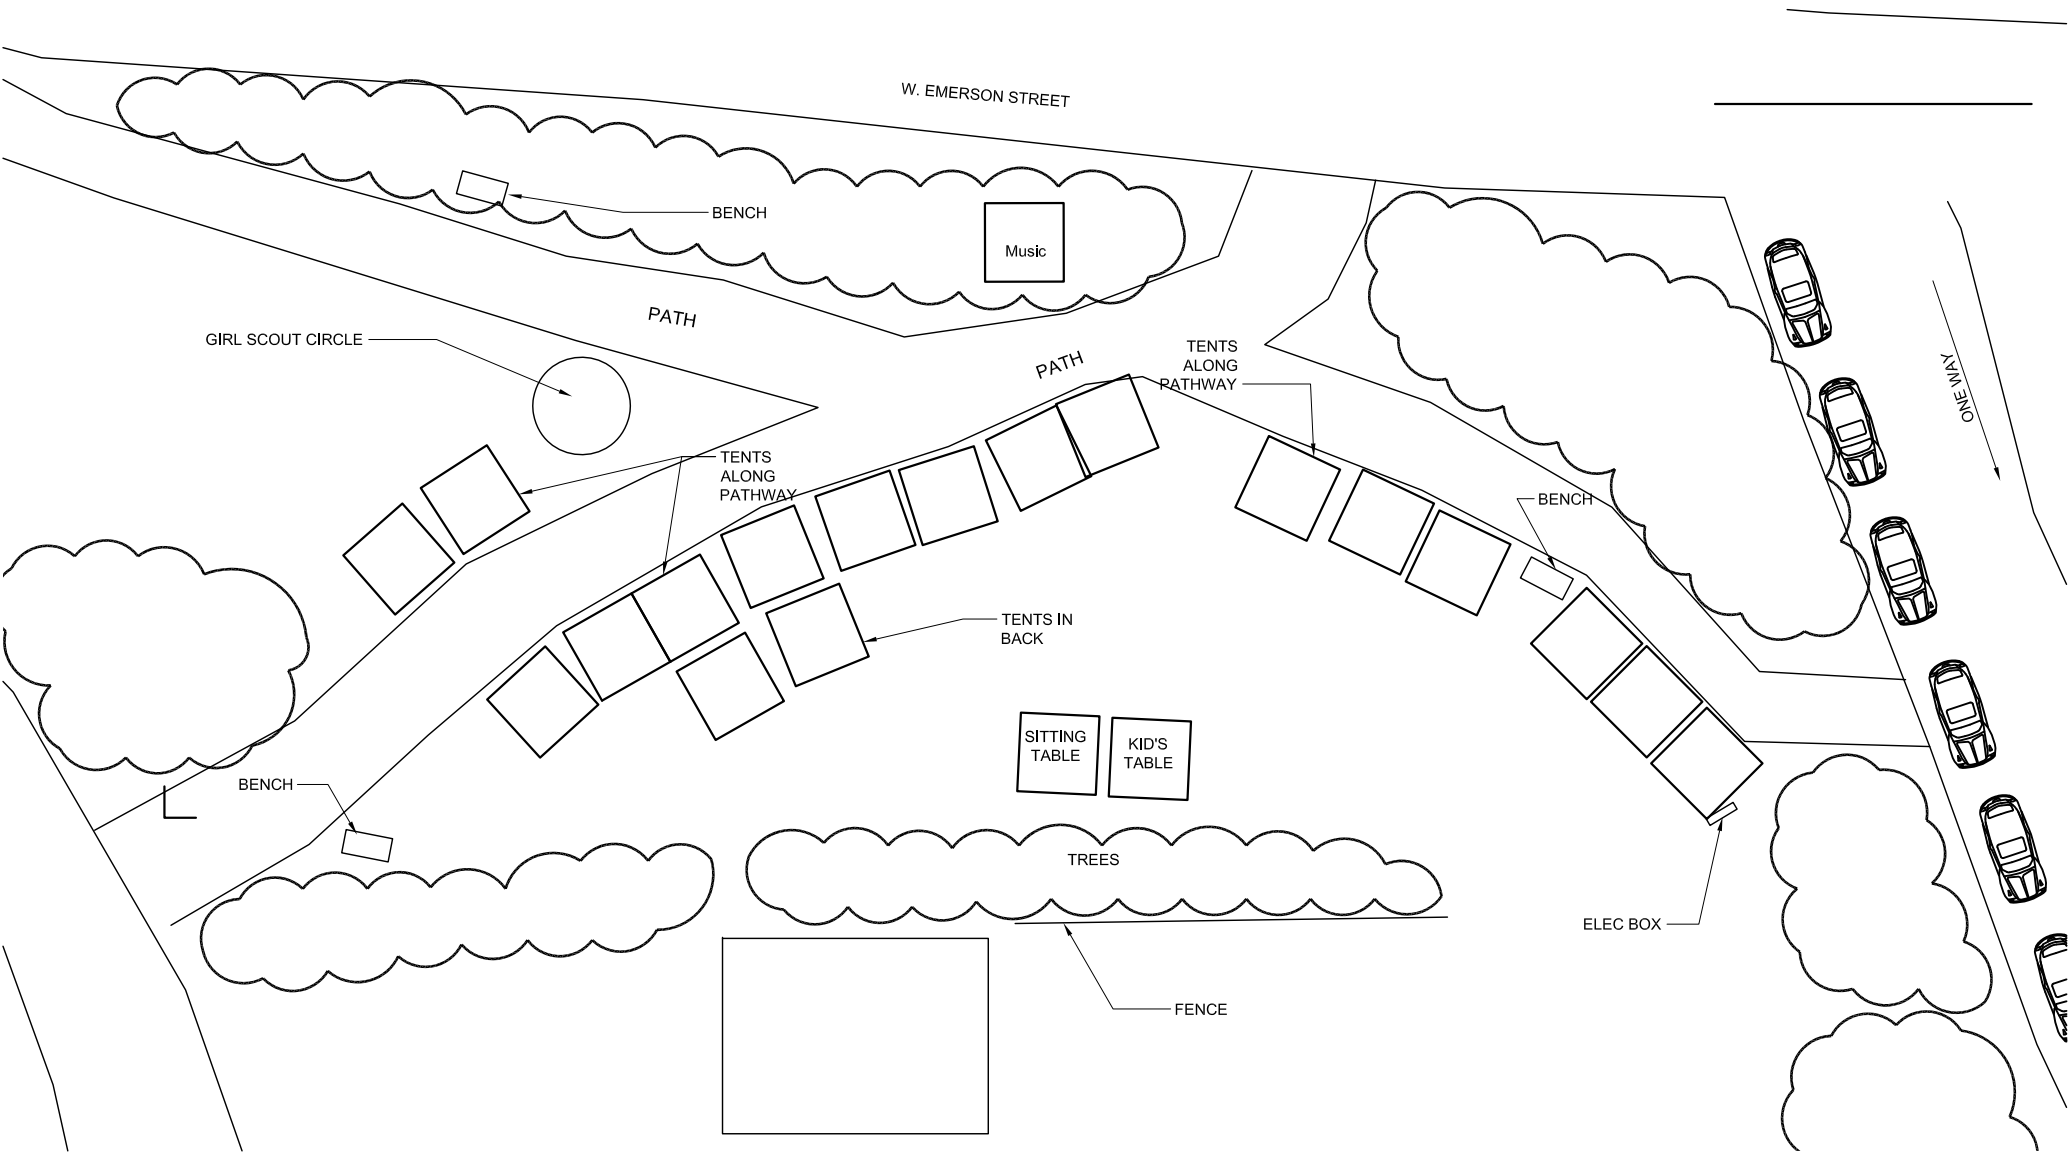 W. EMERSON STREET
BENCH
Music
PATH
GIRL SCOUT CIRCLE
PATH
TENTS
ALONG
PATHWAY
ONE WAY
TENTS
ALONG
PATHWAY
BENCH
TENTS IN
BACK
SITTING
TABLE
KID'S
TABLE
BENCH
TREES
ELEC BOX
FENCE